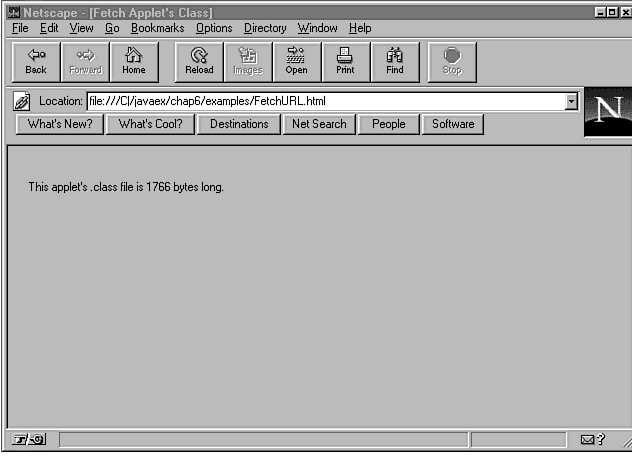 Netscape - [Fetch Applet's Class]
File Edit View Go Bookmarks Options Directory Window Help
Back Forward Home Reload Images Open Print Find Stop
Location: file:///C|/javaex/chap6/examples/FetchURL.html
N
What's New? What's Cool? Destinations Net Search People Software
This applet's .class file is 1766 bytes long.
?